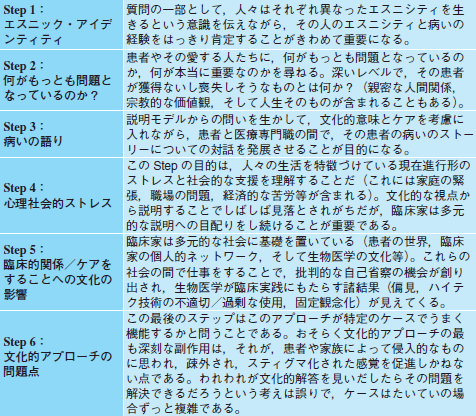 Step 1：
エスニック・アイデ
ンティティ
質問の一部として，人々はそれぞれ異なったエスニシティを生
きるという意識を伝えながら，その人のエスニシティと病いの
経験をはっきり肯定することがきわめて重要になる。
Step 2：
何がもっとも問題と
なっているのか？
患者やその愛する人たちに，何がもっとも問題となっているの
か，何が本当に重要なのかを尋ねる。深いレベルで，その患者
が獲得ないし喪失しそうなものとは何か？（親密な人間関係，
宗教的な価値観，そして人生そのものが含まれることもある）。
Step 3：
病いの語り
説明モデルからの問いを生かして，文化的意味とケアを考慮に
入れながら，患者と医療専門職の間で，その患者の病いのストー
リーについての対話を発展させることが目的になる。
Step 4：
心理社会的ストレス
この Step の目的は，人々の生活を特徴づけている現在進行形の
ストレスと社会的な支援を理解することだ（これには家庭の緊
張，職場の問題，経済的な苦労等が含まれる）。文化的な視点か
ら説明することでしばしば見落とされがちだが，臨床家は多元
的な説明への目配りをし続けることが重要である。
Step 5：
臨床的関係／ケアを
することへの文化の
影響
臨床家は多元的な社会に基礎を置いている（患者の世界，臨床
家の個人的ネットワーク，そして生物医学の文化等）。これらの
社会の間で仕事をすることで，批判的な自己省察の機会が創り
出され，生物医学が臨床実践にもたらす諸結果（偏見，ハイテ
ク技術の不適切／過剰な使用，固定観念化）が見えてくる。
Step 6：
文化的アプローチの
問題点
この最後のステップはこのアプローチが特定のケースでうまく
機能するかと問うことである。おそらく文化的アプローチの最
も深刻な副作用は，それが，患者や家族によって侵入的なもの
に思われ，疎外され，スティグマ化された感覚を促進しかねな
い点である。われわれが文化的解答を見いだしたらその問題を
解決できるだろうという考えは誤りで，ケースはたいていの場
合ずっと複雑である。